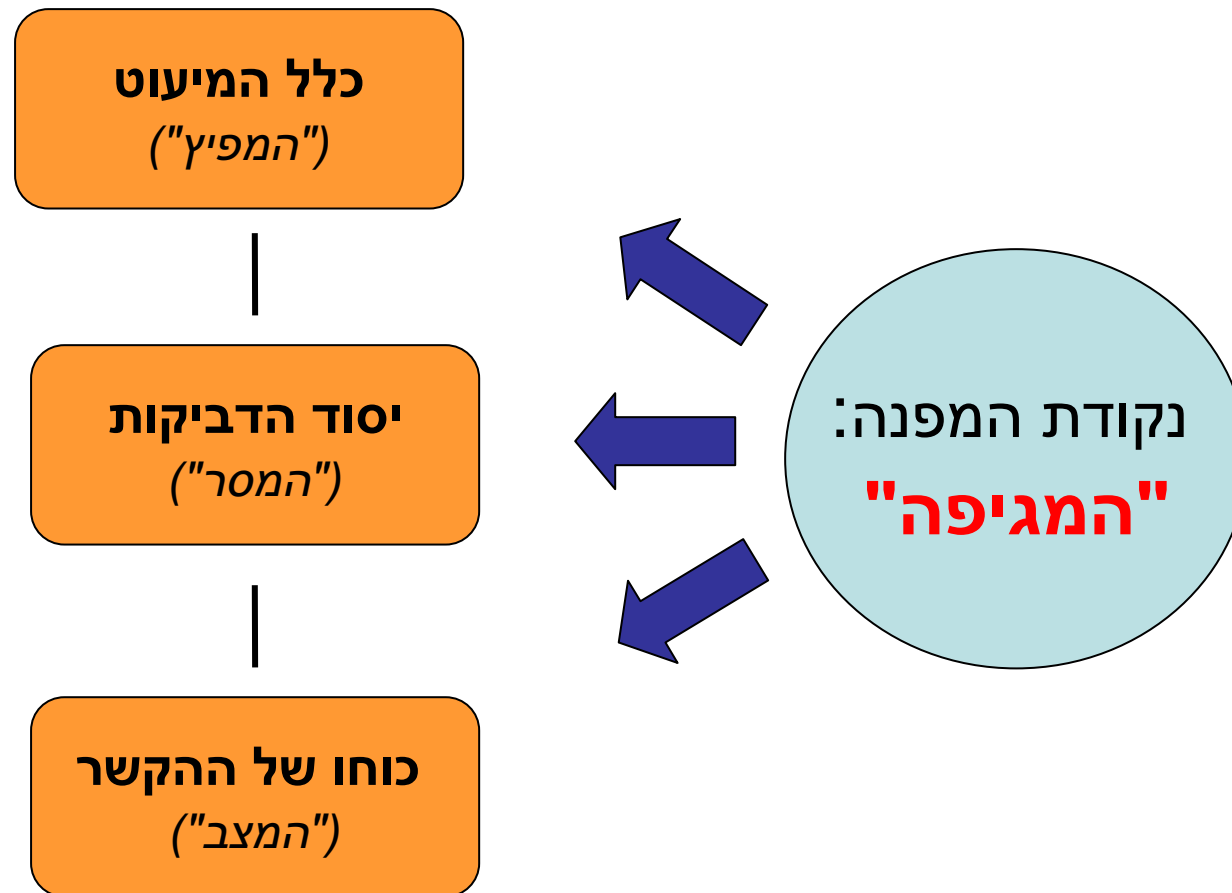 כלל המיעוט
("המפיץ")
יסוד הדביקות
("המסר")
כוחו של ההקשר
("המצב")
נקודת המפנה:
"המגיפה"